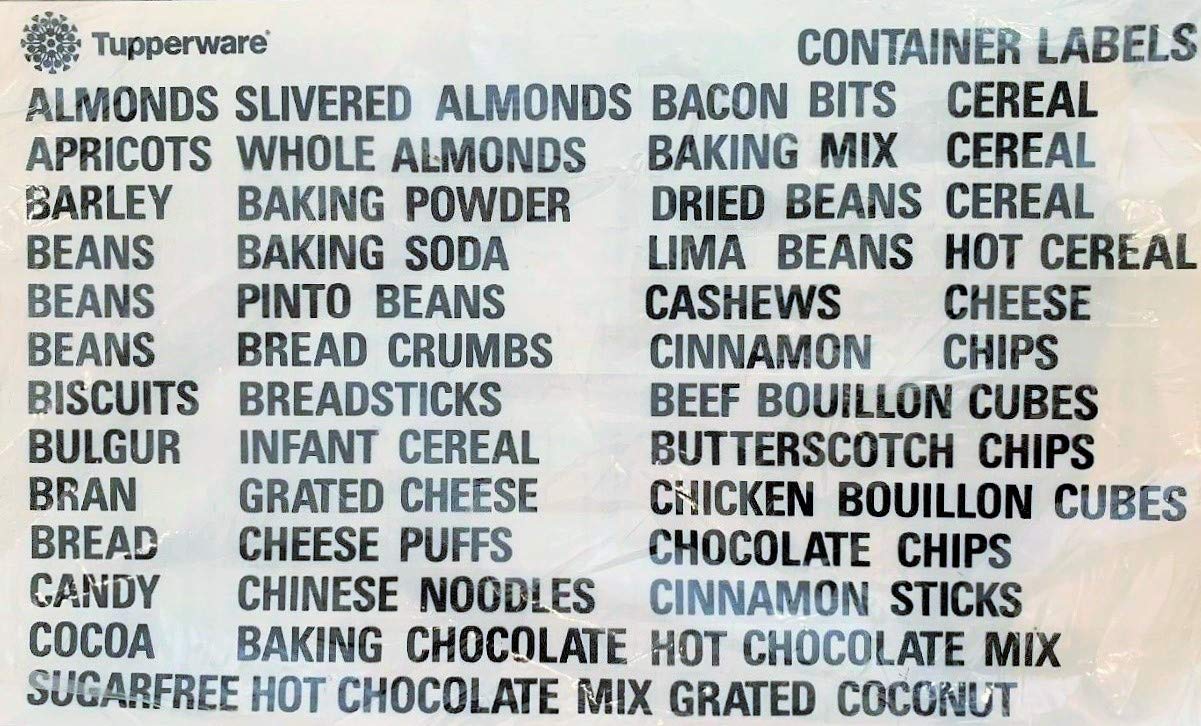 Tupperware® CONTAINER LABELS
ALMONDS SLIVERED ALMONDS BACON BITS CEREAL
APRICOTS WHOLE ALMONDS BAKING MIX CEREAL
BARLEY BAKING POWDER DRIED BEANS CEREAL
BEANS BAKING SODA LIMA BEANS HOT CEREAL
BEANS PINTO BEANS CASHEWS CHEESE
BEANS BREAD CRUMBS CINNAMON CHIPS
BISCUITS BREADSTICKS BEEF BOUILLON CUBES
BULGUR INFANT CEREAL BUTTERSCOTCH CHIPS
BRAN GRATED CHEESE CHICKEN BOUILLON CUBES
BREAD CHEESE PUFFS CHOCOLATE CHIPS
CANDY CHINESE NOODLES CINNAMON STICKS
COCOA BAKING CHOCOLATE HOT CHOCOLATE MIX
SUGARFREE HOT CHOCOLATE MIX GRATED COCONUT